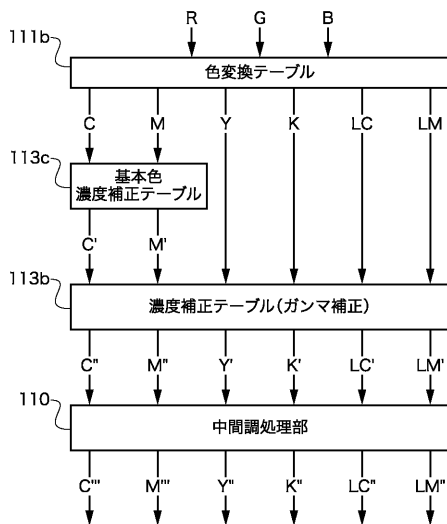 R G B
111b
色変換テーブル
C M Y K LC LM
113c
基本色
濃度補正テーブル
C' M'
113b
濃度補正テーブル(ガンマ補正)
C" M" Y' K' LC' LM'
110
中間調処理部
C''' M''' Y" K" LC" LM"